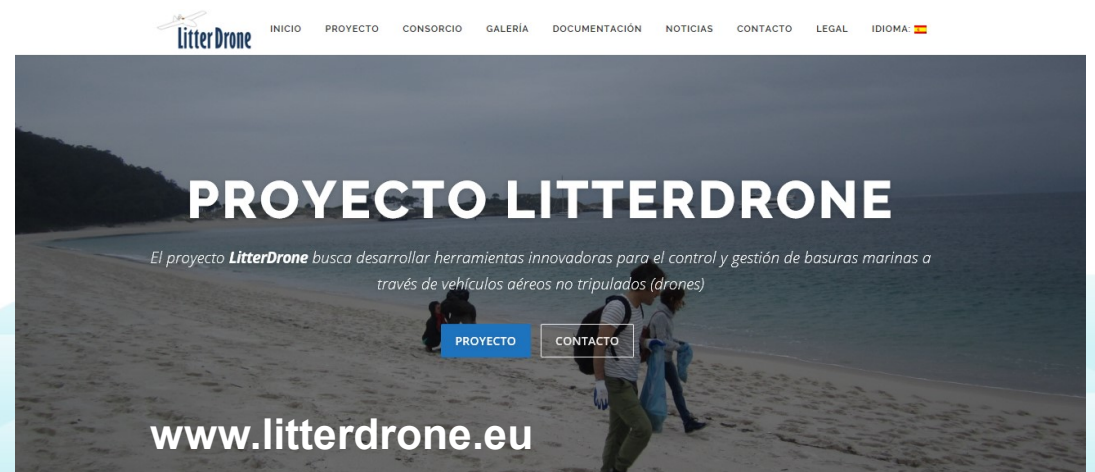 LitterDrone
INICIO PROYECTO CONSORCIO GALERÍA DOCUMENTACIÓN NOTICIAS CONTACTO LEGAL IDIOMA:
PROYECTO LITTERDRONE
El proyecto LitterDrone busca desarrollar herramientas innovadoras para el control y gestión de basuras marinas a
través de vehículos aéreos no tripulados (drones)
PROYECTO CONTACTO
www.litterdrone.eu